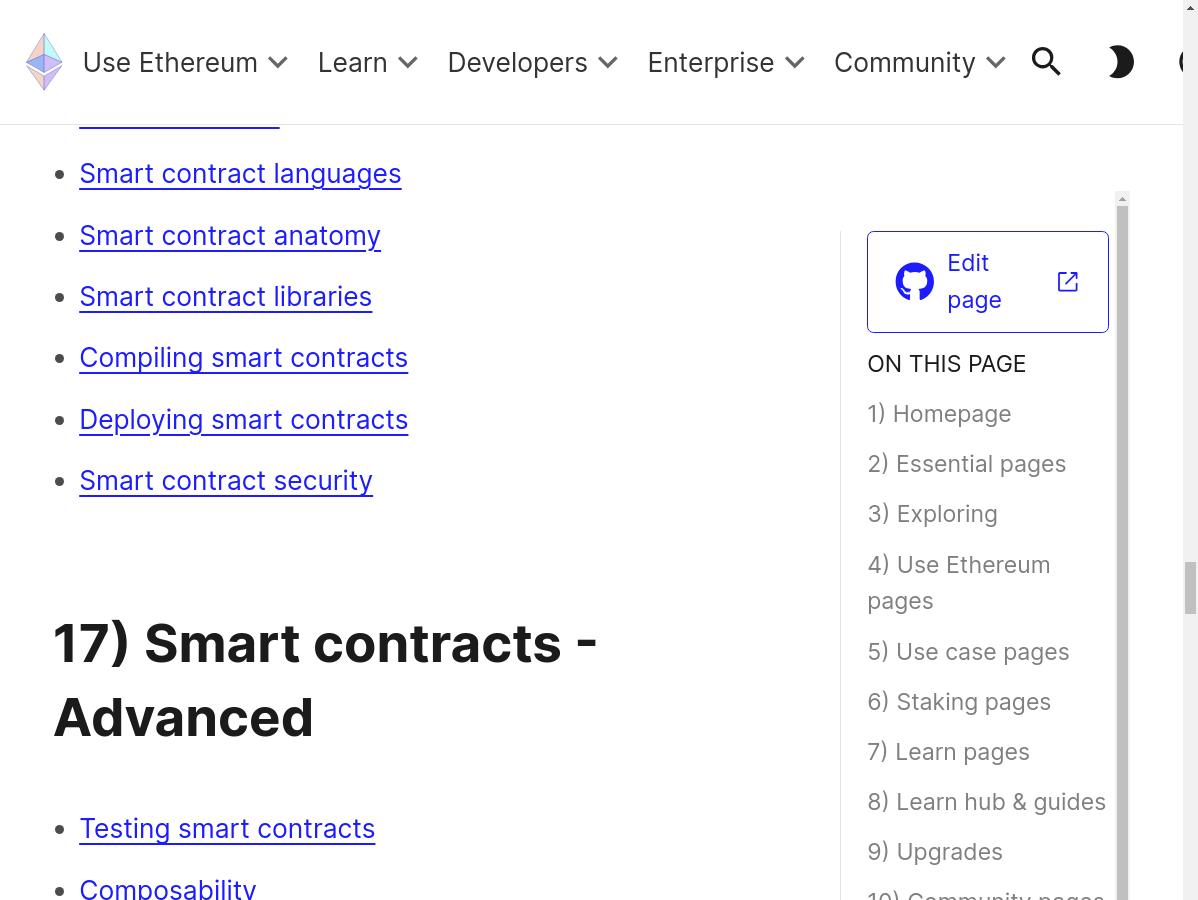 Use Ethereum Learn Developers Enterprise Community
Smart contract languages
Smart contract anatomy
Smart contract libraries
Compiling smart contracts
Deploying smart contracts
Smart contract security
17) Smart contracts -
Advanced
Testing smart contracts
Composability
Edit
page
ON THIS PAGE
1) Homepage
2) Essential pages
3) Exploring
4) Use Ethereum
pages
5) Use case pages
6) Staking pages
7) Learn pages
8) Learn hub & guides
9) Upgrades
10) Community pages